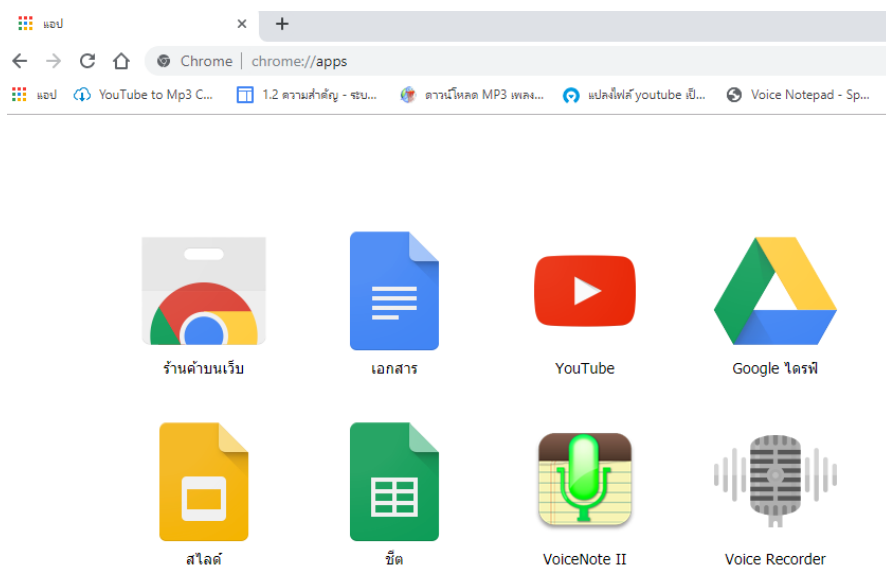 แอป
Chrome | chrome://apps
แอป YouTube to Mp3 C... 1.2 ความสำคัญ - ระบ... ดาวน์โหลด MP3 เพลง... แปลงไฟล์ youtube เป็... Voice Notepad - Sp...
ร้านค้าบนเว็บ เอกสาร YouTube Google ไดรฟ์
สไลด์ ชีต VoiceNote II Voice Recorder